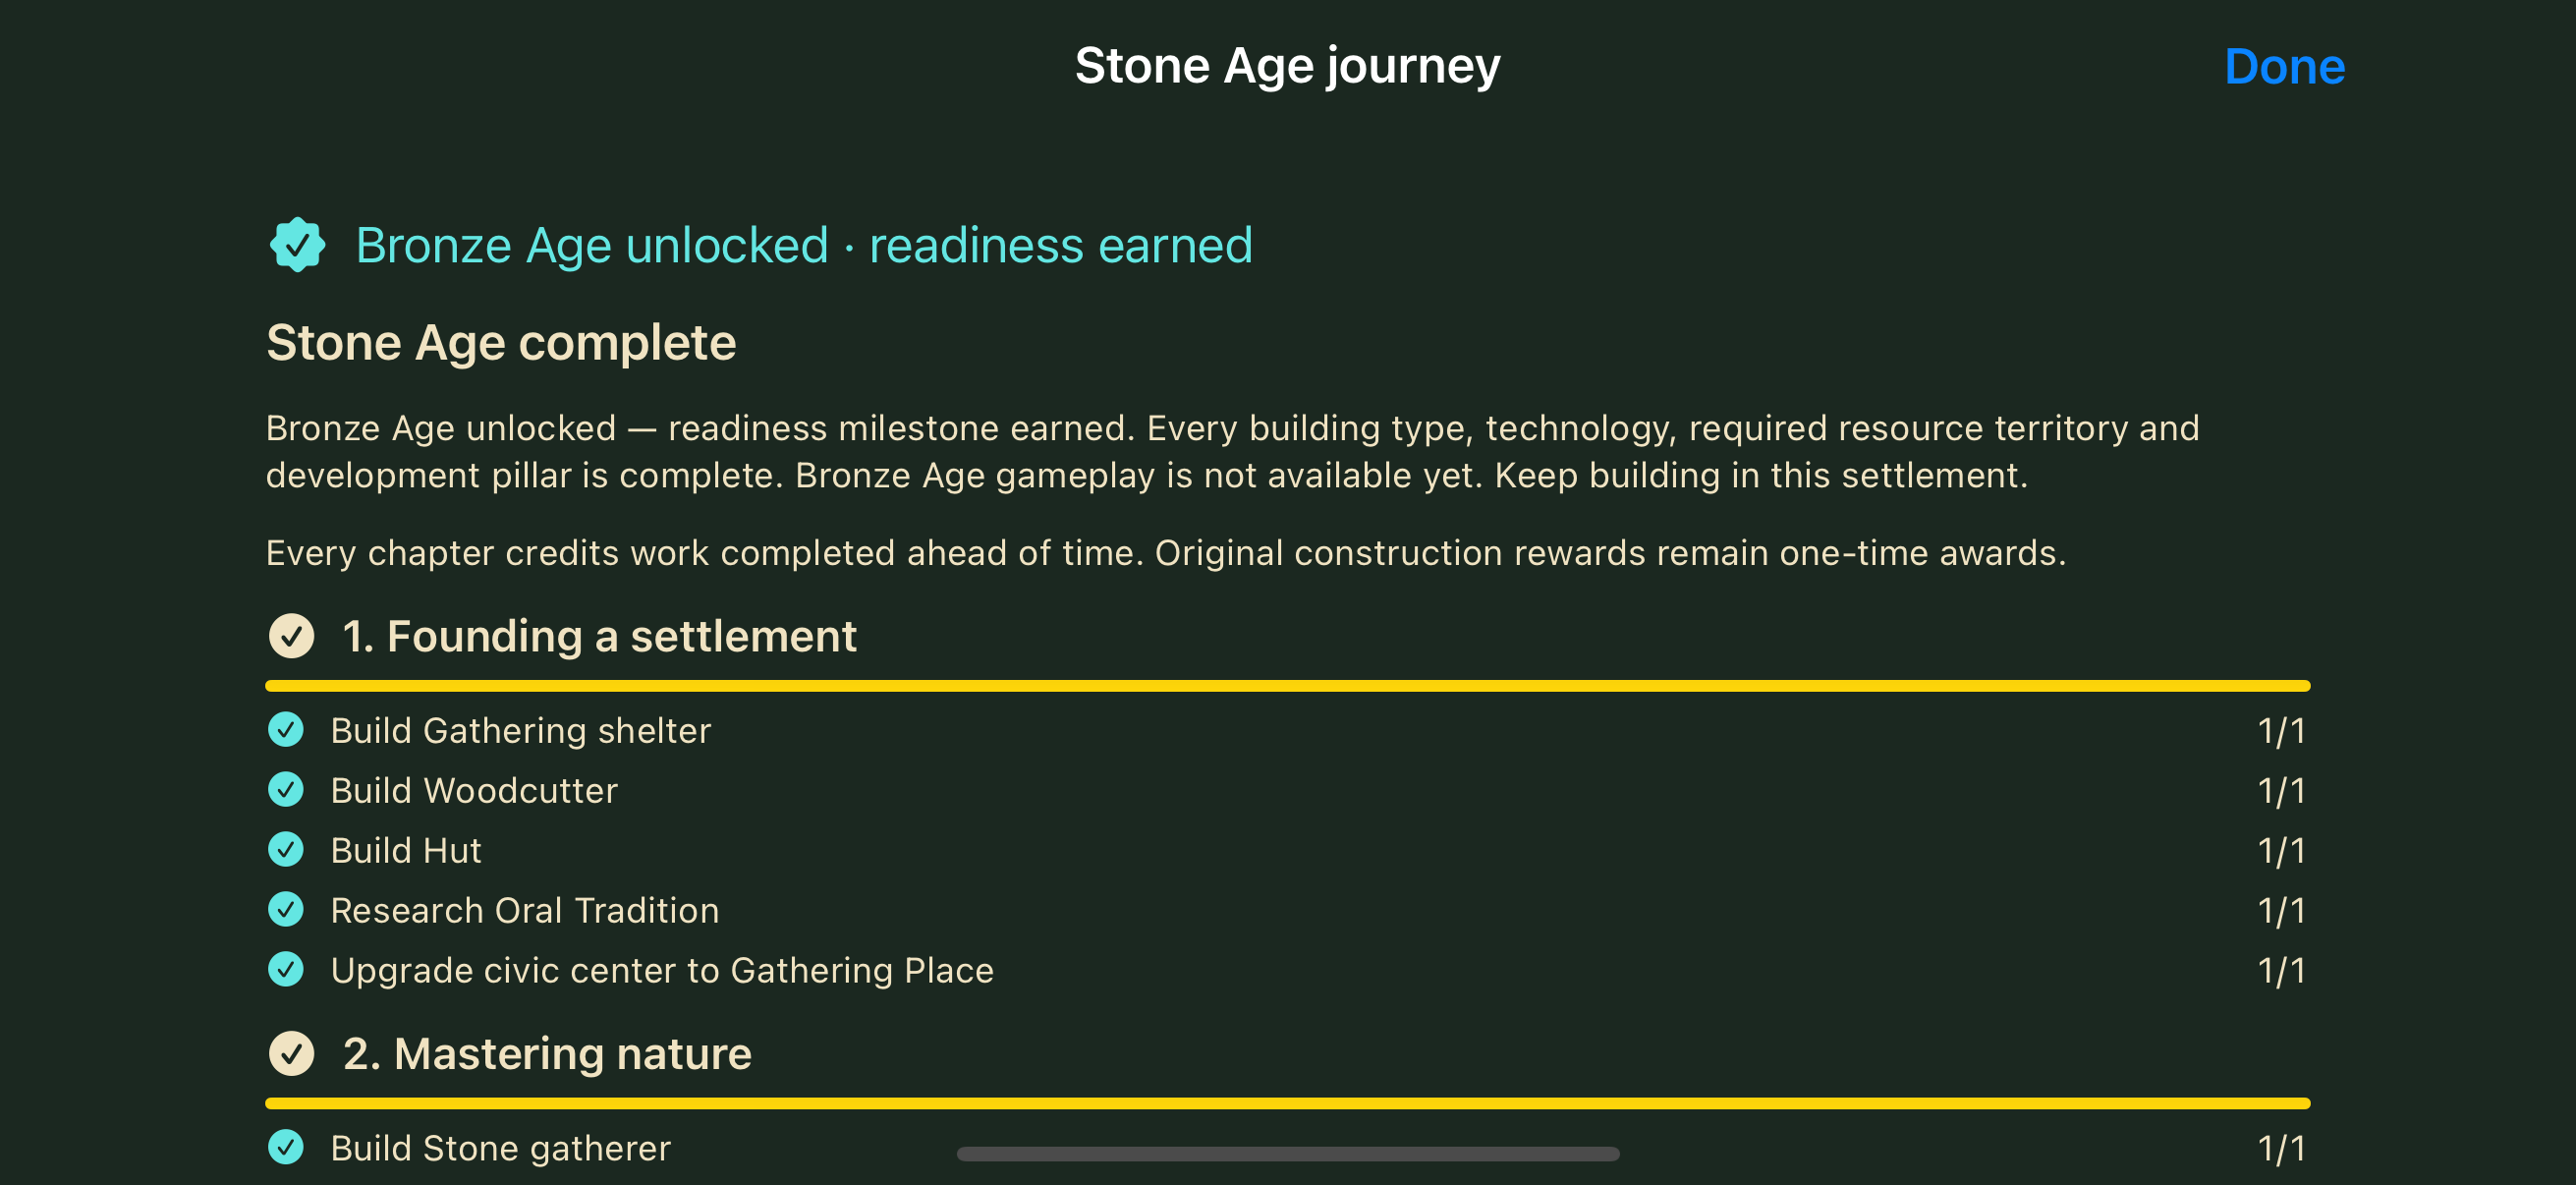 Stone Age journey
Done
Bronze Age unlocked · readiness earned
Stone Age complete
Bronze Age unlocked — readiness milestone earned. Every building type, technology, required resource territory and
development pillar is complete. Bronze Age gameplay is not available yet. Keep building in this settlement.
Every chapter credits work completed ahead of time. Original construction rewards remain one-time awards.
1. Founding a settlement
Build Gathering shelter 1/1
Build Woodcutter 1/1
Build Hut 1/1
Research Oral Tradition 1/1
Upgrade civic center to Gathering Place 1/1
2. Mastering nature
Build Stone gatherer 1/1